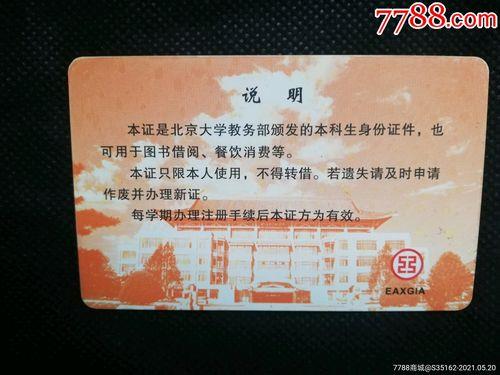 7788.com
说 明
本证是北京大学教务部颁发的本科生身份证件，也
可用于图书借阅、餐饮消费等。
本证只限本人使用，不得转借。若遗失请及时申请
作废并办理新证。
每学期办理注册手续后本证方为有效。
EAXGIA
7788商城@S35162-2021.05.20